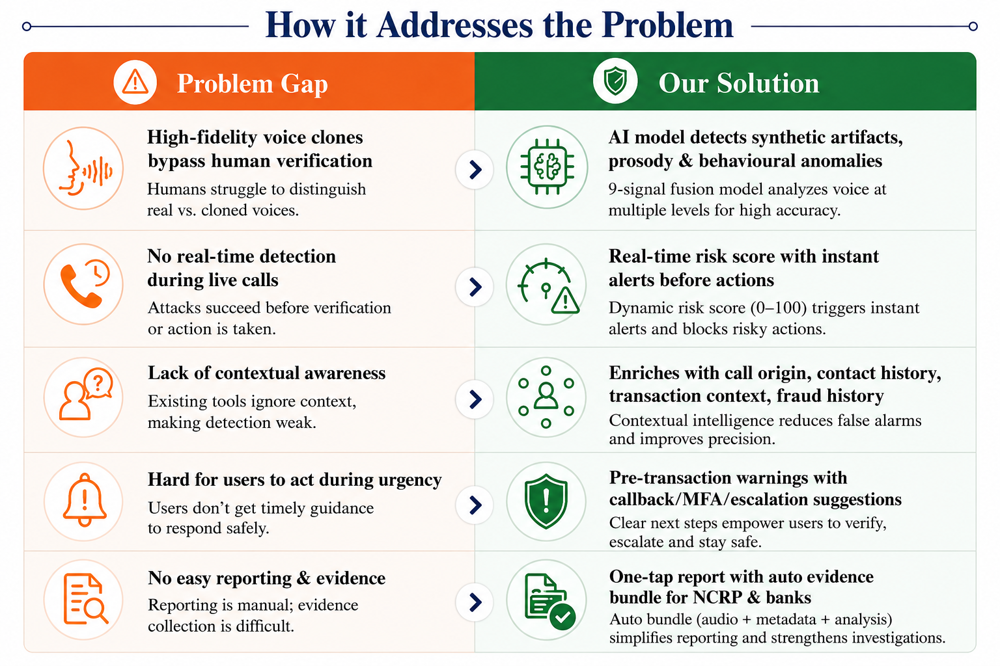 How it Addresses the Problem
Problem Gap
Our Solution
High-fidelity voice clones
bypass human verification
Humans struggle to distinguish
real vs. cloned voices.
AI model detects synthetic artifacts,
prosody & behavioural anomalies
9-signal fusion model analyzes voice at
multiple levels for high accuracy.
No real-time detection
during live calls
Attacks succeed before verification
or action is taken.
Real-time risk score with instant
alerts before actions
Dynamic risk score (0–100) triggers instant
alerts and blocks risky actions.
Lack of contextual awareness
Existing tools ignore context,
making detection weak.
Enriches with call origin, contact history,
transaction context, fraud history
Contextual intelligence reduces false alarms
and improves precision.
Hard for users to act during urgency
Users don’t get timely guidance
to respond safely.
Pre-transaction warnings with
callback/MFA/escalation suggestions
Clear next steps empower users to verify,
escalate and stay safe.
No easy reporting & evidence
Reporting is manual; evidence
collection is difficult.
One-tap report with auto evidence
bundle for NCRP & banks
Auto bundle (audio + metadata + analysis)
simplifies reporting and strengthens investigations.